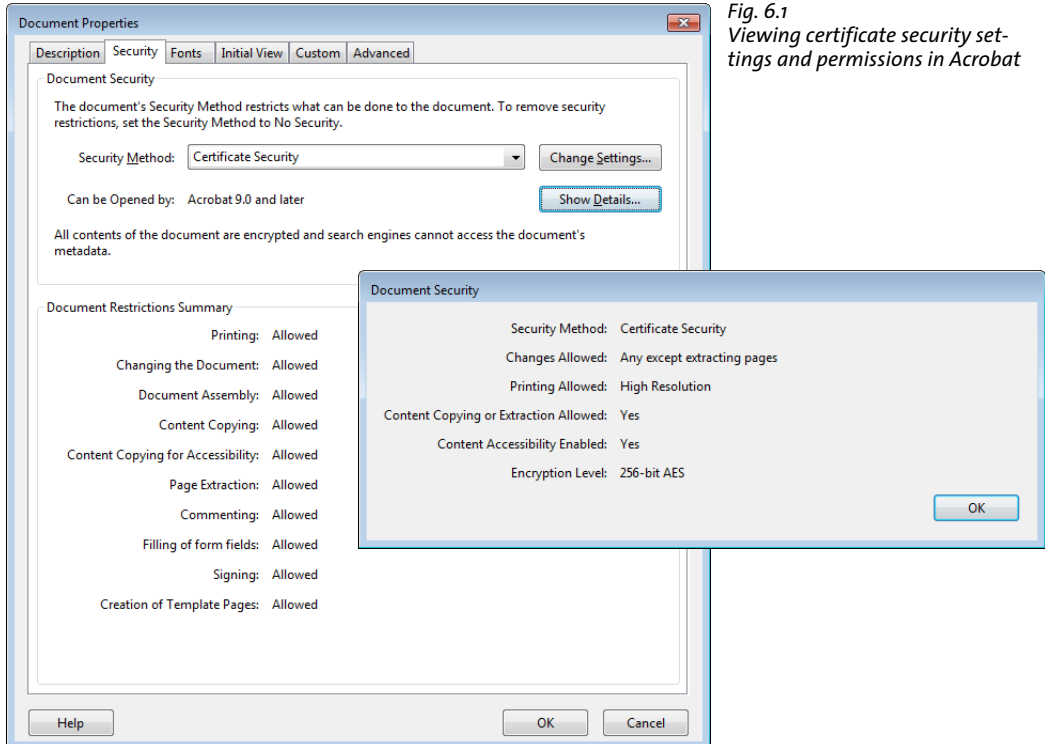 Document Properties
Description Security Fonts Initial View Custom Advanced
Document Security
The document's Security Method restricts what can be done to the document. To remove security
restrictions, set the Security Method to No Security.
Security Method: Certificate Security Change Settings...
Can be Opened by: Acrobat 9.0 and later Show Details...
All contents of the document are encrypted and search engines cannot access the document's
metadata.
Document Restrictions Summary
Printing: Allowed
Changing the Document: Allowed
Document Assembly: Allowed
Content Copying: Allowed
Content Copying for Accessibility: Allowed
Page Extraction: Allowed
Commenting: Allowed
Filling of form fields: Allowed
Signing: Allowed
Creation of Template Pages: Allowed
Help OK Cancel
Document Security
Security Method: Certificate Security
Changes Allowed: Any except extracting pages
Printing Allowed: High Resolution
Content Copying or Extraction Allowed: Yes
Content Accessibility Enabled: Yes
Encryption Level: 256-bit AES
OK
Fig. 6.1
Viewing certificate security set-
tings and permissions in Acrobat